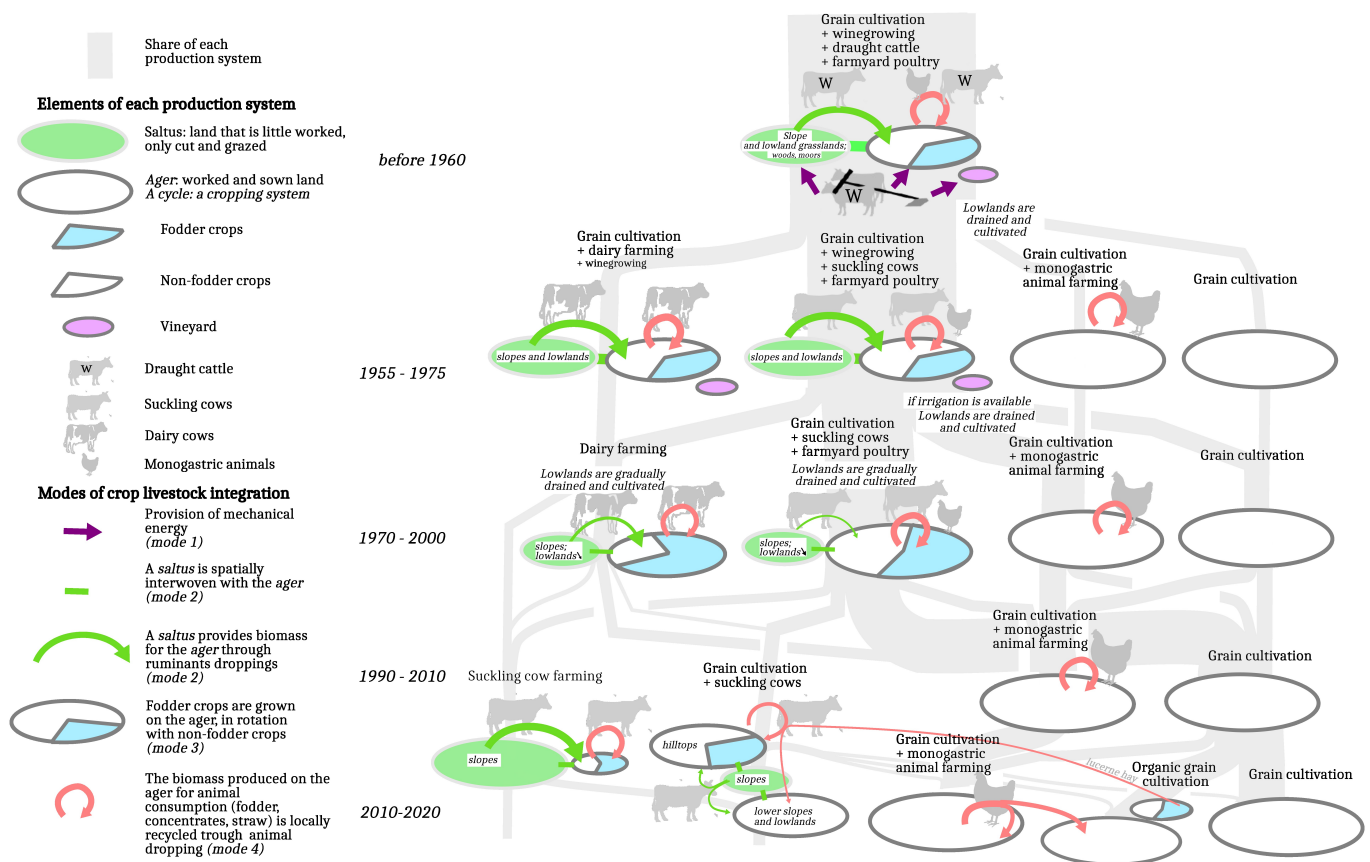 Share of each
production system
Elements of each production system
Saltus: land that is little worked,
only cut and grazed
Ager: worked and sown land
A cycle: a cropping system
Fodder crops
Non-fodder crops
Vineyard
W
Draught cattle
Suckling cows
Dairy cows
Monogastric animals
Modes of crop livestock integration
Provision of mechanical
energy
(mode 1)
A saltus is spatially
interwoven with the ager
(mode 2)
A saltus provides biomass
for the ager through
ruminants droppings
(mode 2)
Fodder crops are grown
on the ager, in rotation
with non-fodder crops
(mode 3)
The biomass produced on the
ager for animal
consumption (fodder,
concentrates, straw) is locally
recycled trough animal
dropping (mode 4)
before 1960
Grain cultivation
+ winegrowing
+ draught cattle
+ farmyard poultry
W
W
Slope
and lowland grasslands;
woods, moors
W
Lowlands are
drained and
cultivated
1955 - 1975
Grain cultivation
+ dairy farming
+ winegrowing
slopes and lowlands
Grain cultivation
+ winegrowing
+ suckling cows
+ farmyard poultry
slopes and lowlands
if irrigation is available
Lowlands are drained
and cultivated
Grain cultivation
+ monogastric
animal farming
Grain cultivation
1970 - 2000
Dairy farming
Lowlands are gradually
drained and cultivated
slopes;
lowlands
Grain cultivation
+ suckling cows
+ farmyard poultry
Lowlands are gradually
drained and cultivated
slopes;
lowlands
Grain cultivation
+ monogastric
animal farming
Grain cultivation
1990 - 2010
Grain cultivation
+ monogastric
animal farming
Grain cultivation
2010-2020
Suckling cow farming
slopes
Grain cultivation
+ suckling cows
hilltops
slopes
lower slopes
and lowlands
Grain cultivation
+ monogastric
animal farming
lucerne hay
Organic grain
cultivation
Grain cultivation